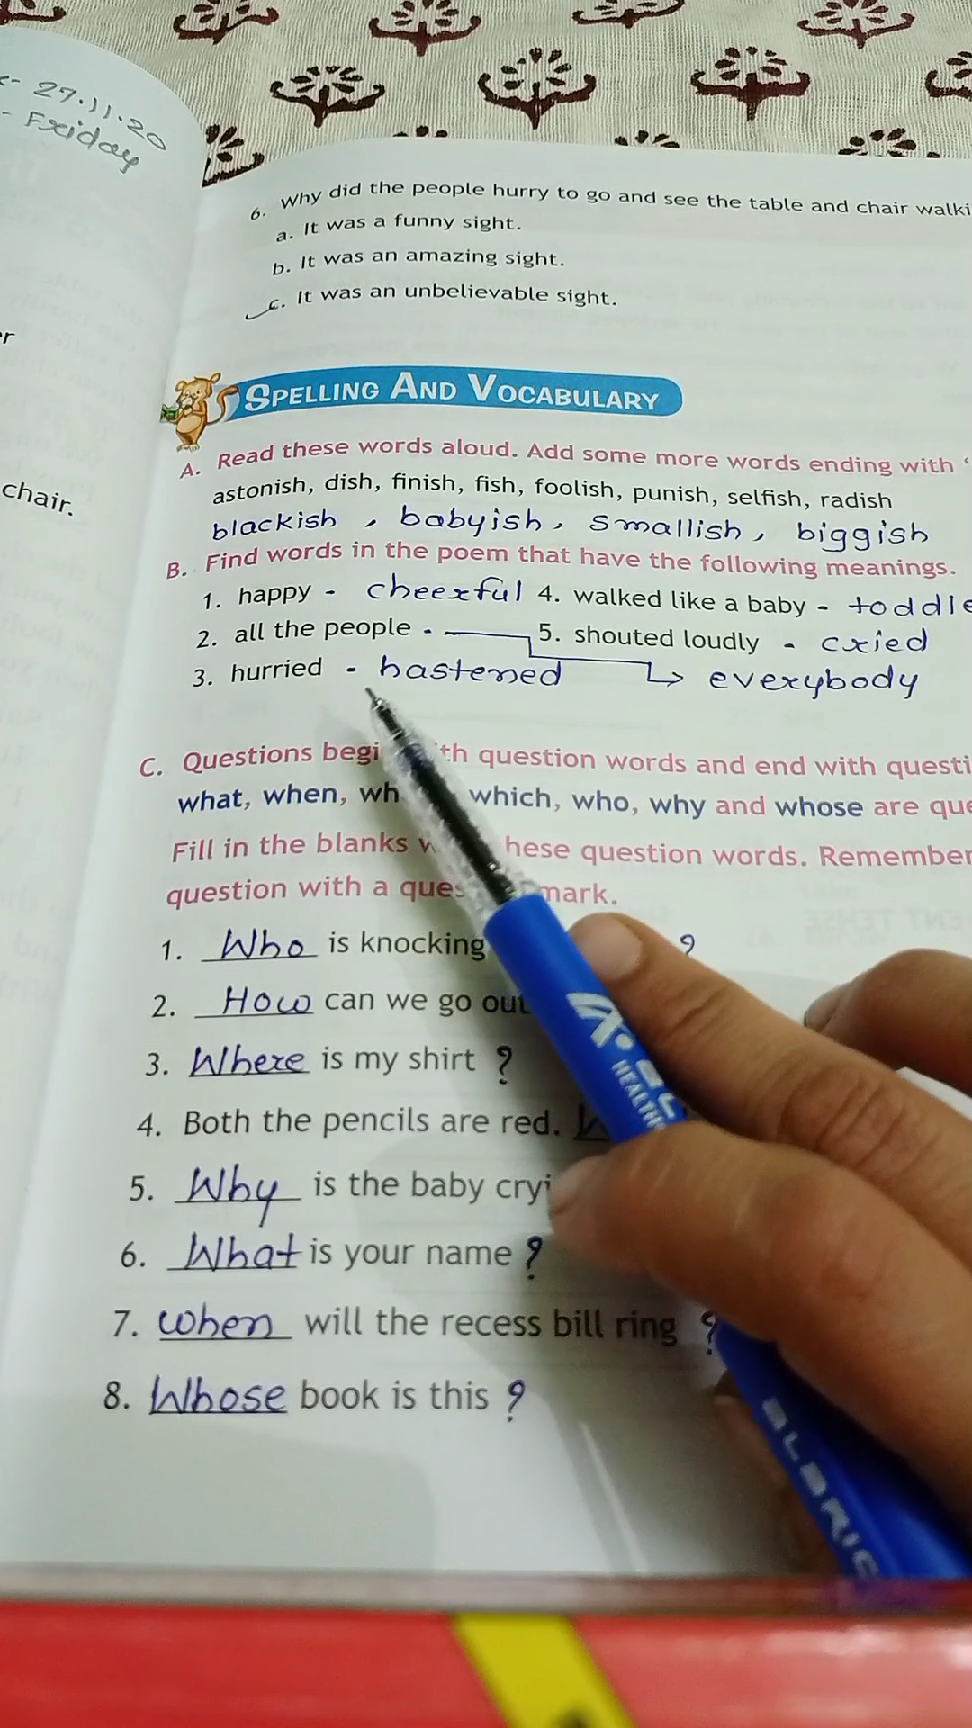 27.11.20
Friday
r
chair.
6. Why did the people hurry to go and see the table and chair walki
a. It was a funny sight.
b. It was an amazing sight.
c. It was an unbelievable sight.
SPELLING AND VOCABULARY
A. Read these words aloud. Add some more words ending with '
astonish, dish, finish, fish, foolish, punish, selfish, radish
blackish, babyish, smallish, biggish
B. Find words in the poem that have the following meanings.
1. happy - cheerful 4. walked like a baby - toddle
2. all the people - 5. shouted loudly - cried
3. hurried - hastened everybody
C. Questions begi th question words and end with questi
what, when, wh which, who, why and whose are que
Fill in the blanks w hese question words. Remember
question with a ques mark.
1. Who is knocking ?
2. How can we go out
3. Where is my shirt ?
4. Both the pencils are red.
5. Why is the baby cryi
6. What is your name ?
7. when will the recess bill ring ?
8. Whose book is this ?
HEALTH
ALBRIC